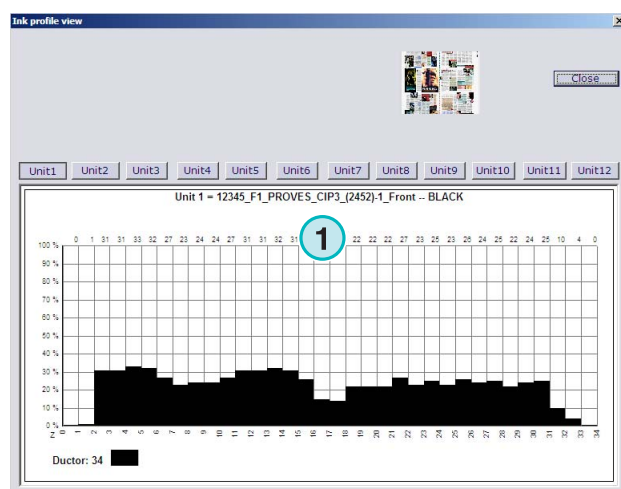 Ink profile view
Close
Unit1 Unit2 Unit3 Unit4 Unit5 Unit6 Unit7 Unit8 Unit9 Unit10 Unit11 Unit12
Unit 1 = 12345_F1_PROVES_CIP3_(2452)-1_Front -- BLACK
0 1 31 31 33 32 27 23 24 24 27 31 31 32 31 1 22 22 22 27 23 25 23 26 24 25 22 24 25 10 4 0
100 %
90 %
80 %
70 %
60 %
50 %
40 %
30 %
20 %
10 %
0 %
Z 0 1 2 3 4 5 6 7 8 9 10 11 12 13 14 15 16 17 18 19 20 21 22 23 24 25 26 27 28 29 30 31 32 33 34
Ductor: 34